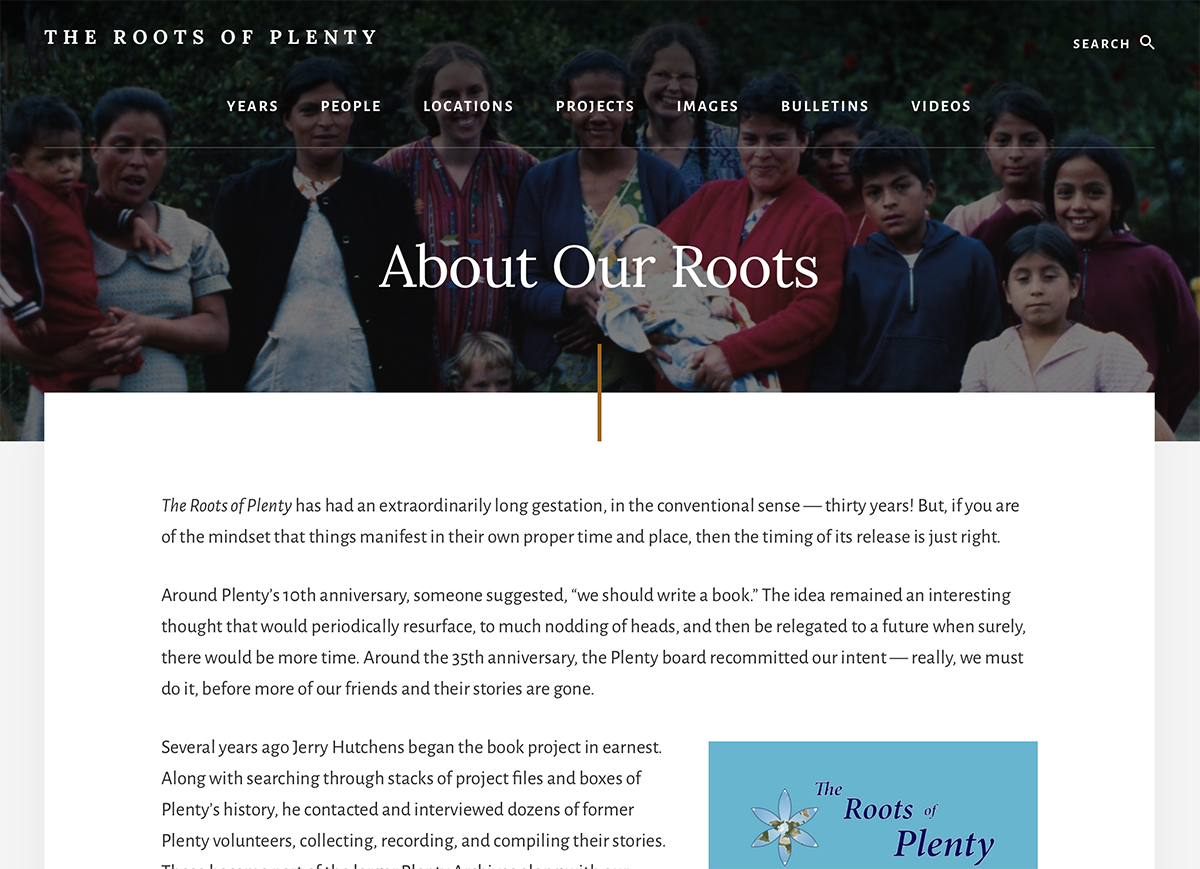 THE ROOTS OF PLENTY
SEARCH
YEARS PEOPLE LOCATIONS PROJECTS IMAGES BULLETINS VIDEOS
About Our Roots
The Roots of Plenty has had an extraordinarily long gestation, in the conventional sense — thirty years! But, if you are
of the mindset that things manifest in their own proper time and place, then the timing of its release is just right.
Around Plenty’s 10th anniversary, someone suggested, “we should write a book.” The idea remained an interesting
thought that would periodically resurface, to much nodding of heads, and then be relegated to a future when surely,
there would be more time. Around the 35th anniversary, the Plenty board recommitted our intent — really, we must
do it, before more of our friends and their stories are gone.
Several years ago Jerry Hutchens began the book project in earnest.
Along with searching through stacks of project files and boxes of
Plenty’s history, he contacted and interviewed dozens of former
Plenty volunteers, collecting, recording, and compiling their stories.
The
Roots of
Plenty